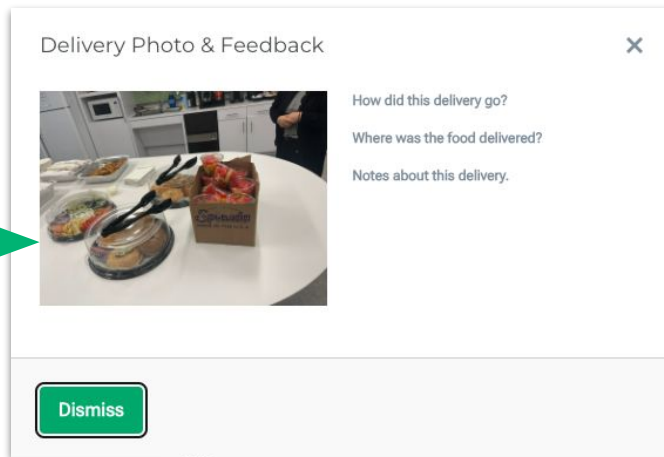 Delivery Photo & Feedback
How did this delivery go?
Where was the food delivered?
Notes about this delivery.
Dismiss